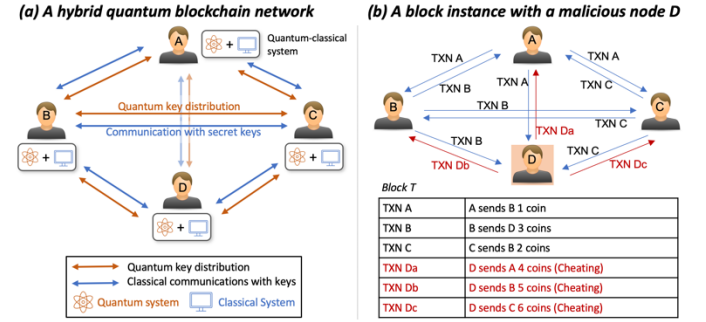 (a) A hybrid quantum blockchain network
A
+
Quantum-classical
system
B
+
Quantum key distribution
Communication with secret keys
C
+
D
+
Quantum key distribution
Classical communications with keys
Quantum system
Classical System
(b) A block instance with a malicious node D
A
TXN A
TXN A
TXN B
TXN A
TXN C
B
TXN B
C
TXN C
TXN Da
TXN B
TXN C
D
TXN Db
TXN Dc
Block T
TXN A A sends B 1 coin
TXN B B sends D 3 coins
TXN C C sends B 2 coins
TXN Da D sends A 4 coins (Cheating)
TXN Db D sends B 5 coins (Cheating)
TXN Dc D sends C 6 coins (Cheating)